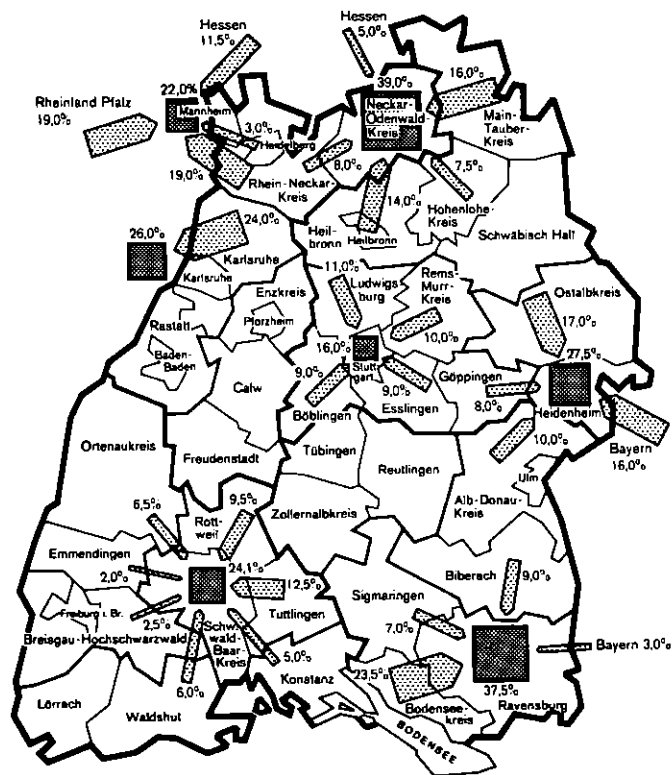 Hessen
11,5%
Hessen
5,0%
16,0%
39,0%
22,0%
Rheinland Pfalz
19,0%
Mannheim
Neckar-
Odenwald-
Kreis
Main-
Tauber-
Kreis
3,0%
Heidelberg
8,0%
7,5%
19,0%
Rhein-Neckar-
Kreis
14,0%
Hohenlohe-
Kreis
24,0%
Heil-
bronn
Heilbronn
Schwäbisch Hall
26,0%
Karlsruhe
Karlsruhe
11,0%
Ludwigs
burg
Rems-
Murr-
Kreis
Enzkreis
Ostalbkreis
Rastatt
Pforzheim
17,0%
10,0%
Baden-
Baden
16,0%
Stutt-
gart
27,5%
Calw
9,0%
9,0%
Göppingen
8,0%
Heidenheim
Böblingen
Esslingen
10,0%
Bayern
16,0%
Ortenaukreis
Freudenstadt
Tübingen
Reutlingen
Ulm
Alb-Donau-
Kreis
6,5%
9,5%
Rott-
weil
Zollernalbkreis
Emmendingen
2,0%
24,1%
12,5%
Biberach
9,0%
Sigmaringen
Freiburg i. Br.
2,5%
Tuttlingen
7,0%
Breisgau-Hochschwarzwald
Schwarz-
wald-
Baar-
Kreis
Bayern 3,0%
5,0%
Konstanz
23,5%
6,0%
37,5%
Lörrach
Waldshut
Bodensee-
kreis
Ravensburg
BODENSEE